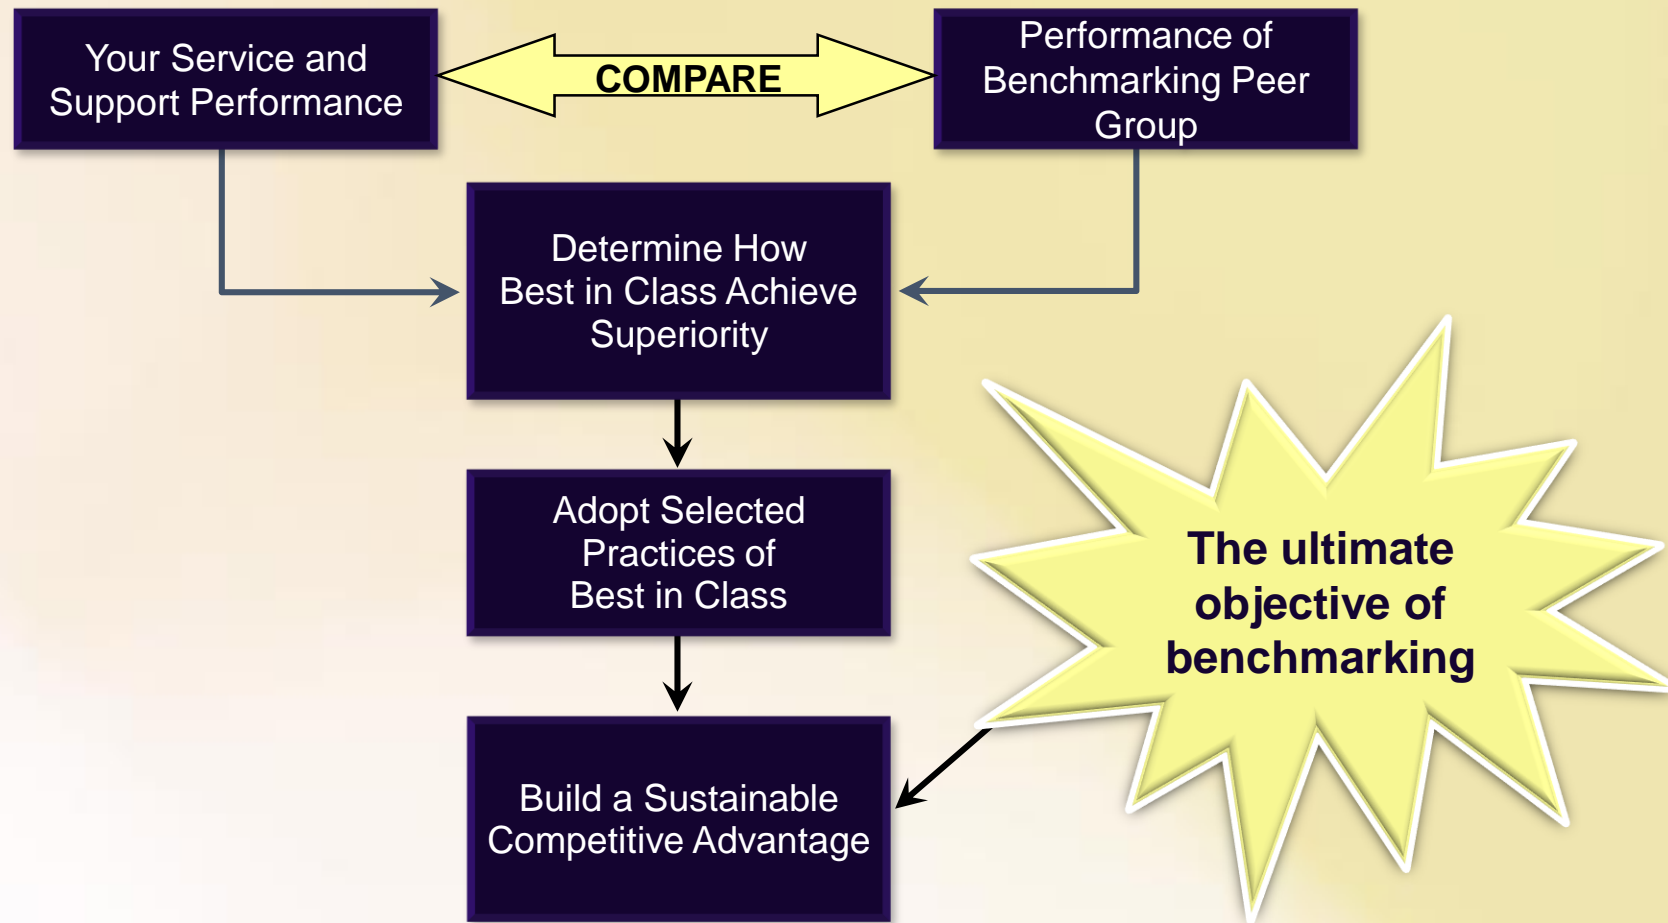 Your Service and
Support Performance
COMPARE
Performance of
Benchmarking Peer
Group
Determine How
Best in Class Achieve
Superiority
Adopt Selected
Practices of
Best in Class
The ultimate
objective of
benchmarking
Build a Sustainable
Competitive Advantage